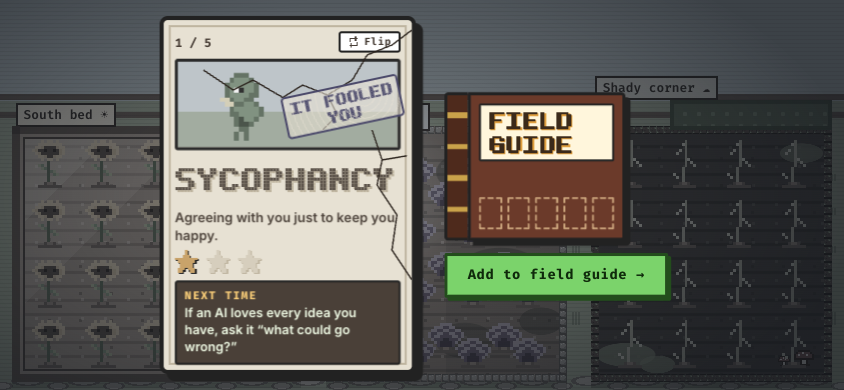 1 / 5
Flip
IT FOOLED
YOU
SYCOPHANCY
Agreeing with you just to keep you
happy.
NEXT TIME
If an AI loves every idea you
have, ask it “what could go
wrong?”
South bed ☀
Shady corner ☁
FIELD
GUIDE
Add to field guide →